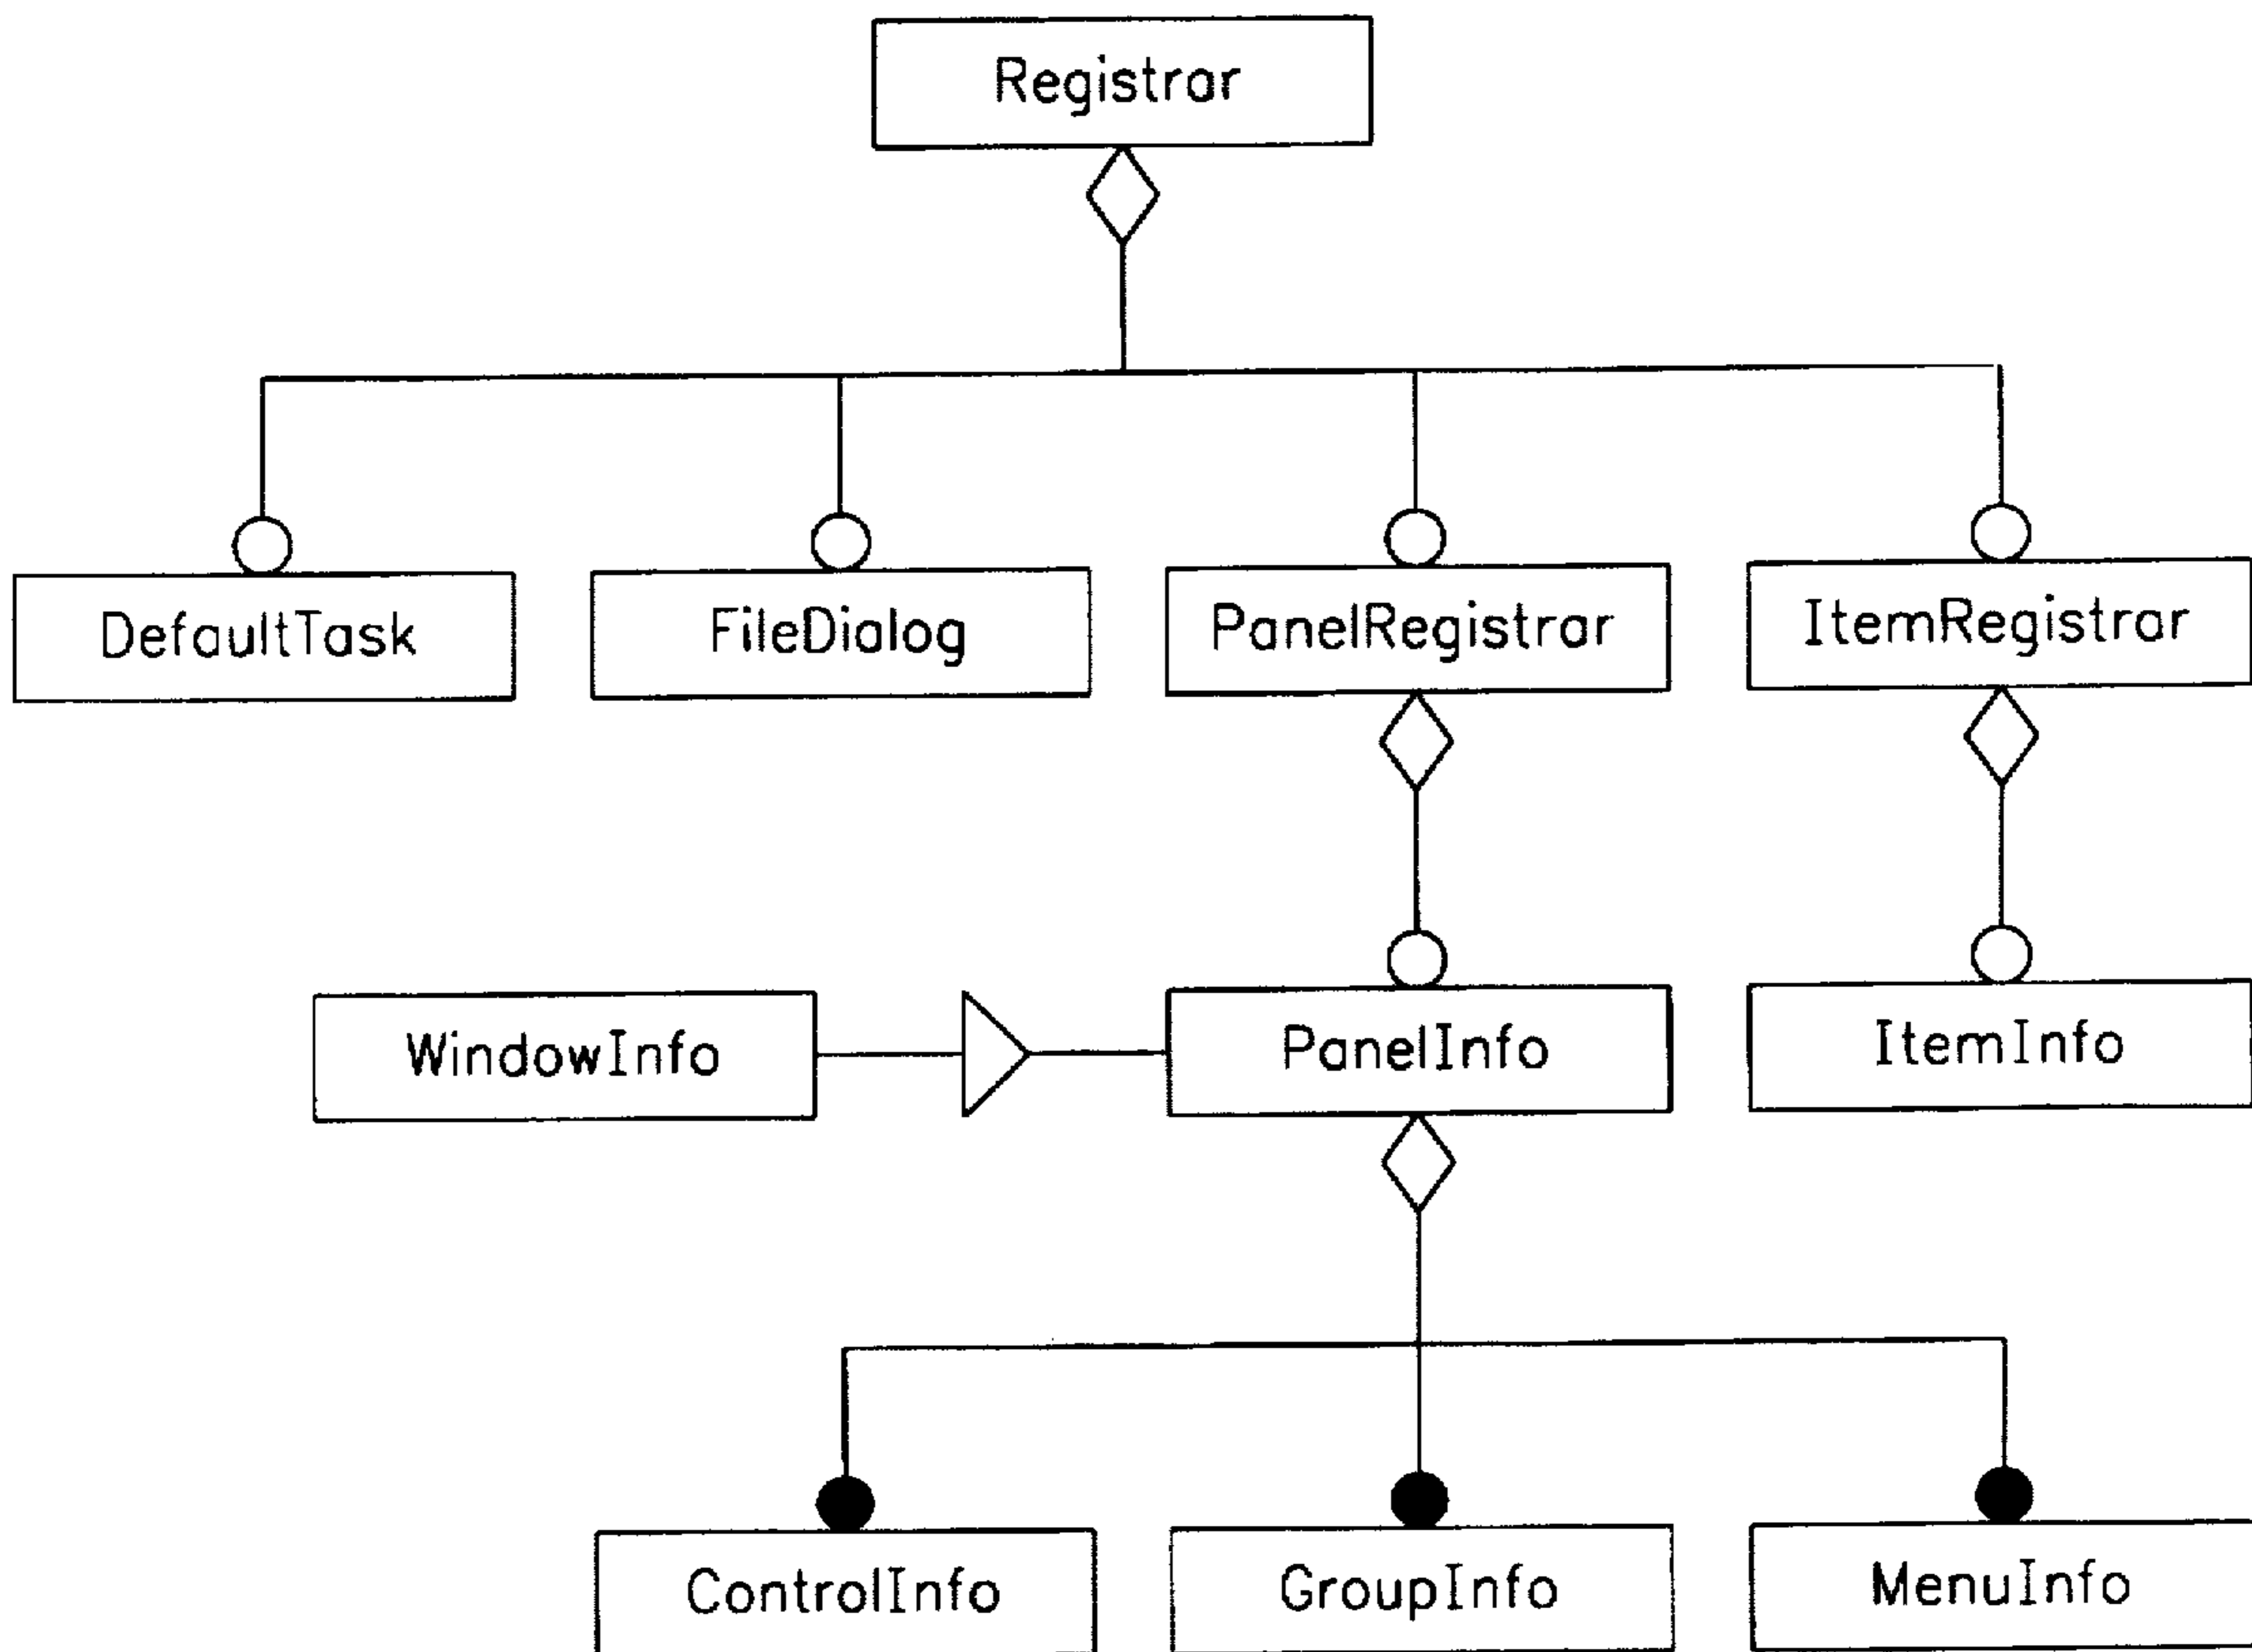 Registrar
DefaultTask
FileDialog
PanelRegistrar
ItemRegistrar
WindowInfo
PanelInfo
ItemInfo
ControlInfo
GroupInfo
MenuInfo